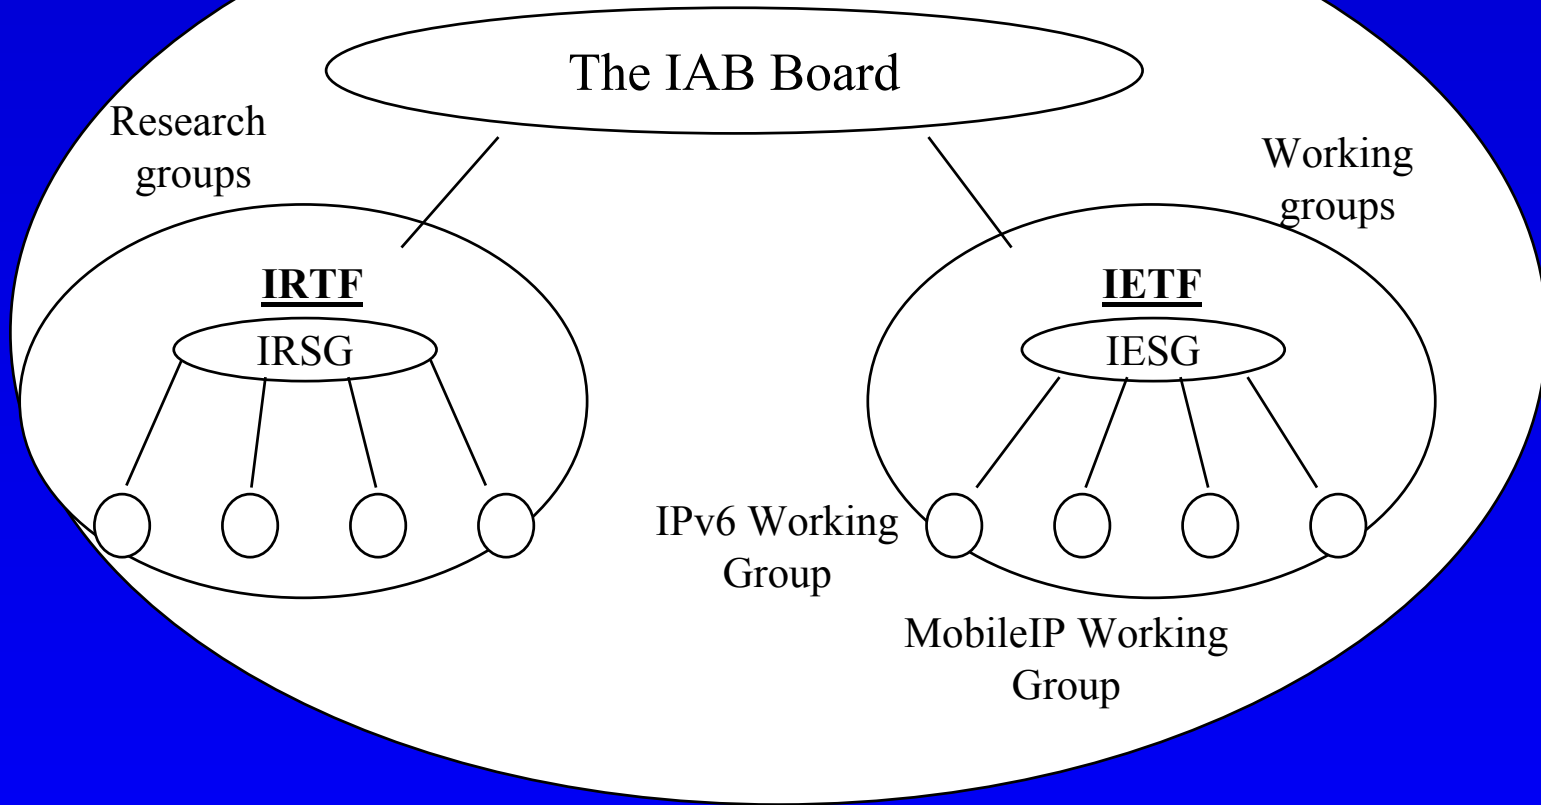 The IAB Board
Research
groups
Working
groups
IRTF
IRSG
IETF
IESG
IPv6 Working
Group
MobileIP Working
Group